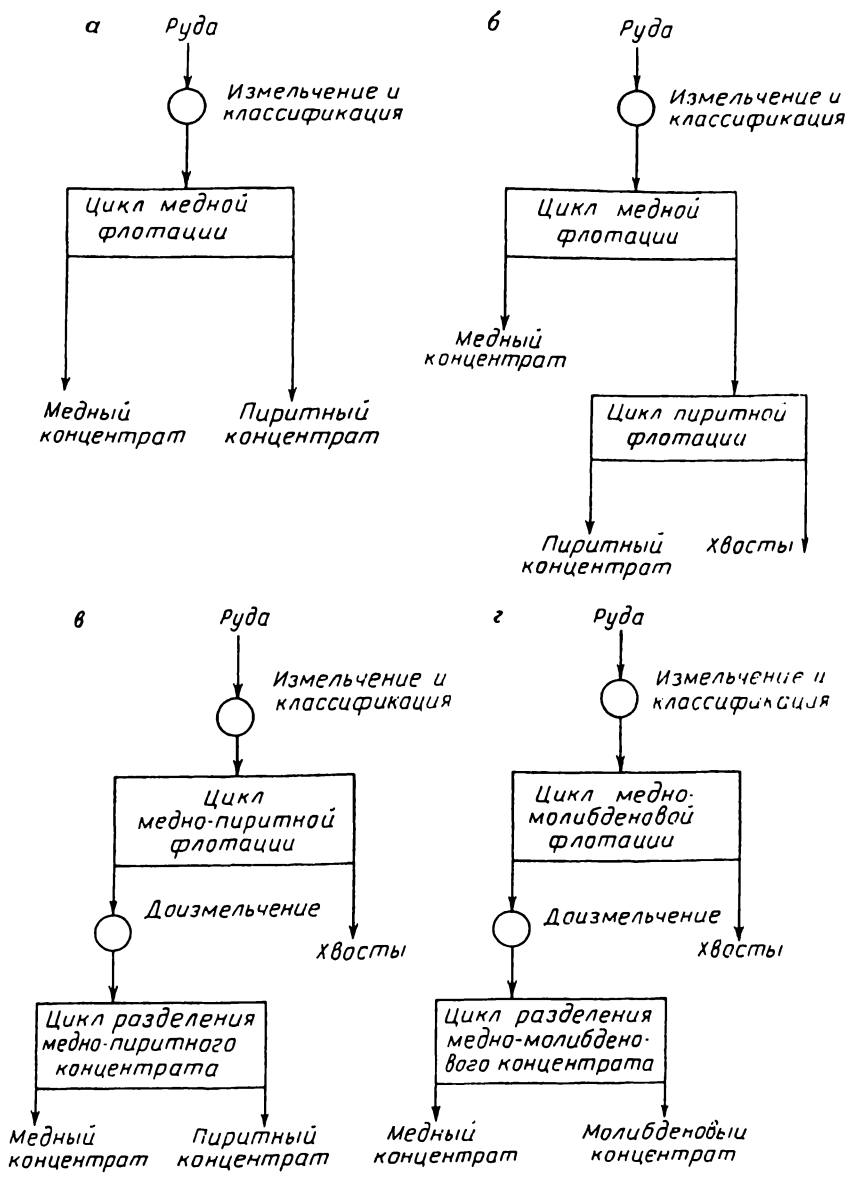 а
Руда
Измельчение и
классификация
Цикл медной
флотации
Медный
концентрат
Пиритный
концентрат
б
Руда
Измельчение и
классификация
Цикл медной
флотации
Медный
концентрат
Цикл пиритной
флотации
Пиритный
концентрат
Хвосты
в
Руда
Измельчение и
классификация
Цикл
медно-пиритной
флотации
Доизмельчение
Хвосты
Цикл разделения
медно-пиритного
концентрата
Медный
концентрат
Пиритный
концентрат
г
Руда
Измельчение и
классификация
Цикл медно-
молибденовой
флотации
Доизмельчение
Хвосты
Цикл разделения
медно-молибдено-
вого концентрата
Медный
концентрат
Молибденовый
концентрат